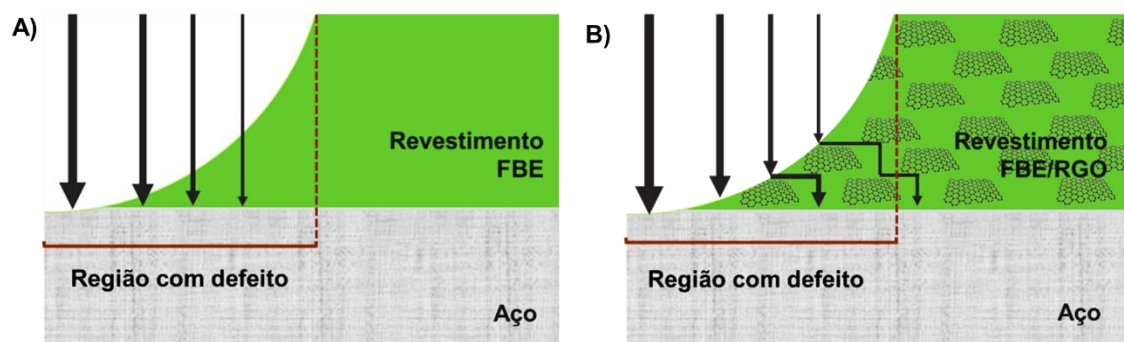 A)
Revestimento
FBE
Região com defeito
Aço
B)
Revestimento
FBE/RGO
Região com defeito
Aço